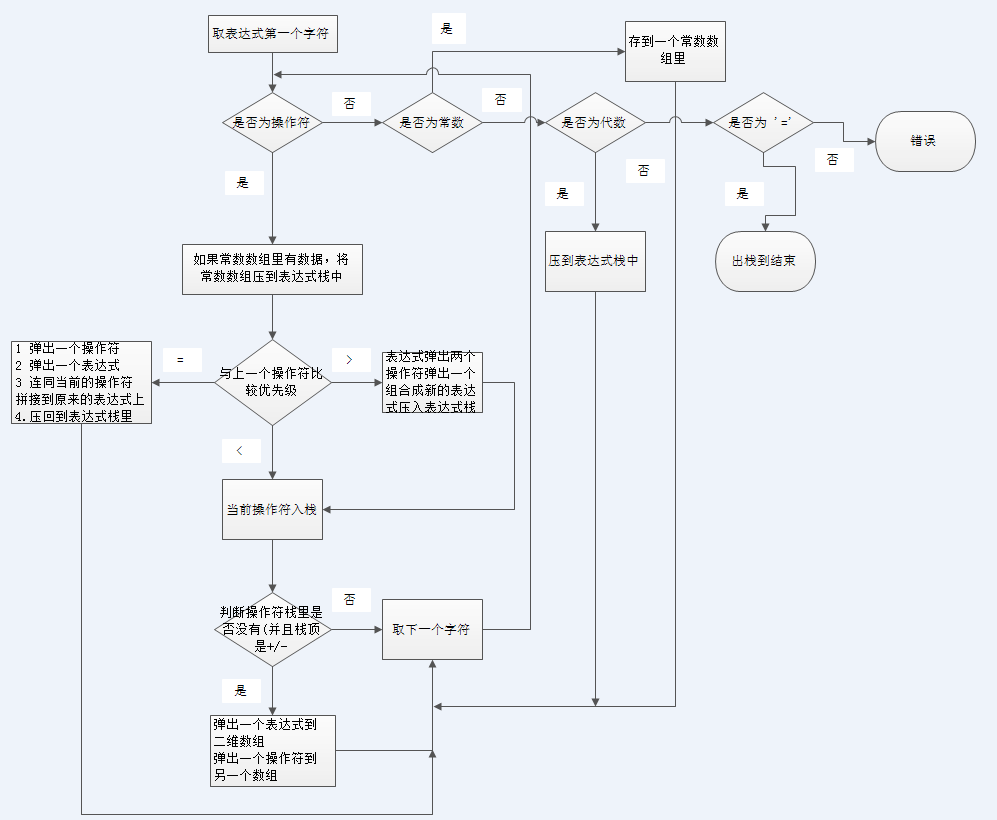 取表达式第一个字符
是
存到一个常数数
组里
是否为操作符
否
是否为常数
否
是否为代数
否
是否为 '='
否
错误
是
是
是
如果常数数组里有数据，将
常数数组压到表达式栈中
压到表达式栈中
出栈到结束
1 弹出一个操作符
2 弹出一个表达式
3 连同当前的操作符
拼接到原来的表达式上
4.压回到表达式栈里
=
与上一个操作符比
较优先级
>
表达式弹出两个
操作符弹出一个
组合成新的表达
式压入表达式栈
<
当前操作符入栈
判断操作符栈里是
否没有(并且栈顶
是+/-
否
取下一个字符
是
弹出一个表达式到
二维数组
弹出一个操作符到
另一个数组